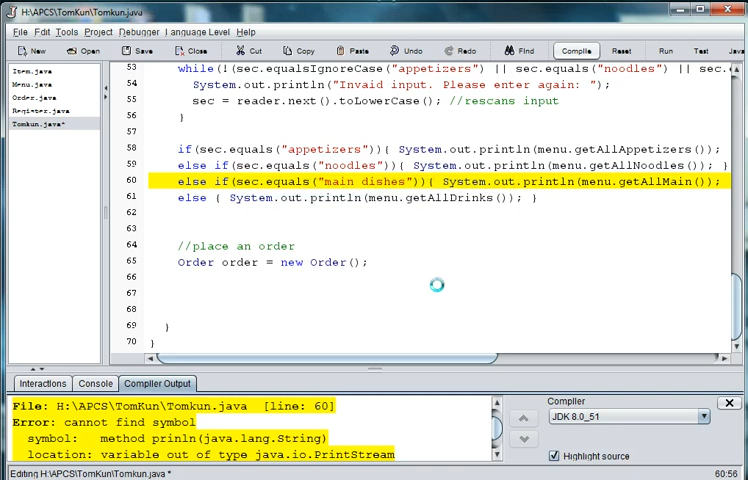 H:\APCS\TomKun\Tomkun.java
File Edit Tools Project Debugger Language Level Help
New Open Save Close Cut Copy Paste Undo Redo Find Compile Reset Run Test Java
Item.java
Menu.java
Order.java
Register.java
Tomkun.java*
53 while(!(sec.equalsIgnoreCase("appetizers") || sec.equals("noodles") || sec.
54 System.out.println("Invaid input. Please enter again: ");
55 sec = reader.next().toLowerCase(); //rescans input
56 }
57
58 if(sec.equals("appetizers")){ System.out.println(menu.getAllAppetizers());
59 else if(sec.equals("noodles")){ System.out.println(menu.getAllNoodles()); }
60 else if(sec.equals("main dishes")){ System.out.println(menu.getAllMain());
61 else { System.out.println(menu.getAllDrinks()); }
62
63
64 //place an order
65 Order order = new Order();
66
67
68
69 }
70 }
Interactions Console Compiler Output
File: H:\APCS\TomKun\Tomkun.java [line: 60]
Error: cannot find symbol
symbol: method prinln(java.lang.String)
location: variable out of type java.io.PrintStream
Compiler
JDK 8.0_51
Highlight source
Editing H:\APCS\TomKun\Tomkun.java *
60:56